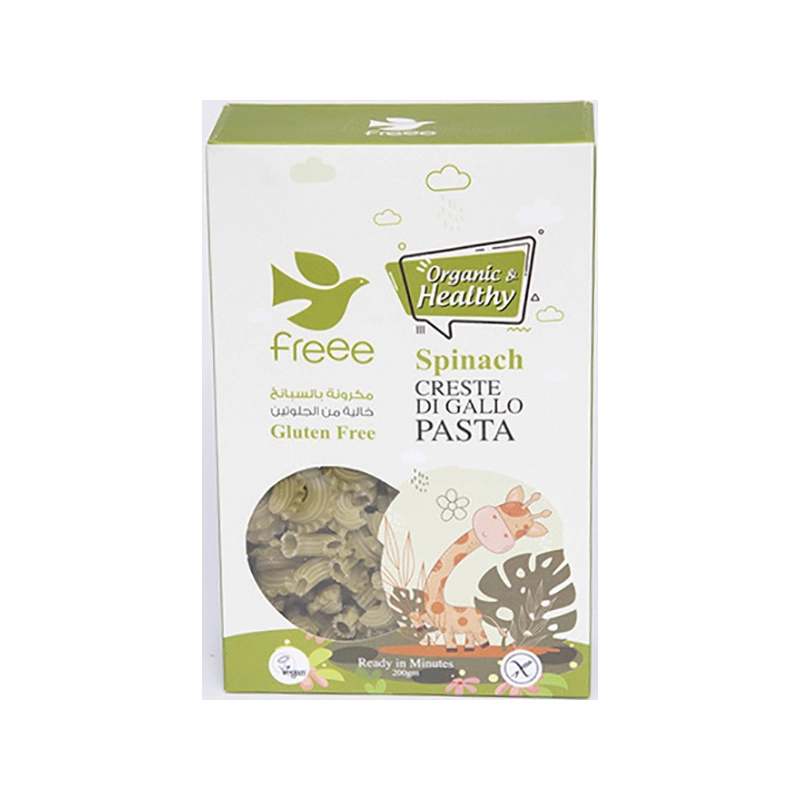 freee
Organic &
Healthy
freee
Spinach
CRESTE
DI GALLO
PASTA
مكرونة بالسبانخ
خالية من الجلوتين
Gluten Free
Ready in Minutes
200gm
Vegan